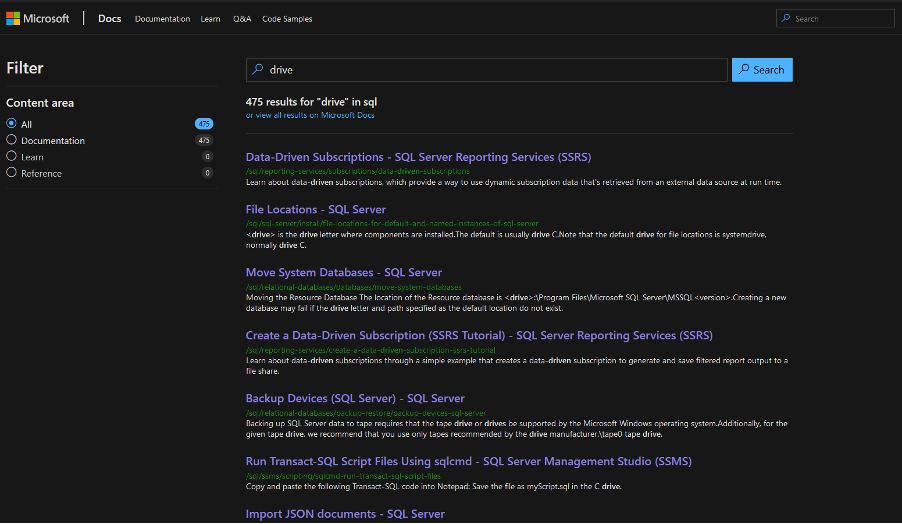 Microsoft
Docs
Documentation
Learn
Q&A
Code Samples
Search
Filter
Content area
All
475
Documentation
475
Learn
0
Reference
0
drive
Search
475 results for "drive" in sql
or view all results on Microsoft Docs
Data-Driven Subscriptions - SQL Server Reporting Services (SSRS)
/sql/reporting-services/subscriptions/data-driven-subscriptions
Learn about data-driven subscriptions, which provide a way to use dynamic subscription data that's retrieved from an external data source at run time.
File Locations - SQL Server
/sql/sql-server/install/file-locations-for-default-and-named-instances-of-sql-server
<drive> is the drive letter where components are installed.The default is usually drive C.Note that the default drive for file locations is systemdrive,
normally drive C.
Move System Databases - SQL Server
/sql/relational-databases/databases/move-system-databases
Moving the Resource Database The location of the Resource database is <drive>:\Program Files\Microsoft SQL Server\MSSQL<version>.Creating a new
database may fail if the drive letter and path specified as the default location do not exist.
Create a Data-Driven Subscription (SSRS Tutorial) - SQL Server Reporting Services (SSRS)
/sql/reporting-services/create-a-data-driven-subscription-ssrs-tutorial
Learn about data-driven subscriptions through a simple example that creates a data-driven subscription to generate and save filtered report output to a
file share.
Backup Devices (SQL Server) - SQL Server
/sql/relational-databases/backup-restore/backup-devices-sql-server
Backing up SQL Server data to tape requires that the tape drive or drives be supported by the Microsoft Windows operating system.Additionally, for the
given tape drive, we recommend that you use only tapes recommended by the drive manufacturer.\tape0 tape drive.
Run Transact-SQL Script Files Using sqlcmd - SQL Server Management Studio (SSMS)
/sql/ssms/scripting/sqlcmd-run-transact-sql-script-files
Copy and paste the following Transact-SQL code into Notepad: Save the file as myScript.sql in the C drive.
Import JSON documents - SQL Server